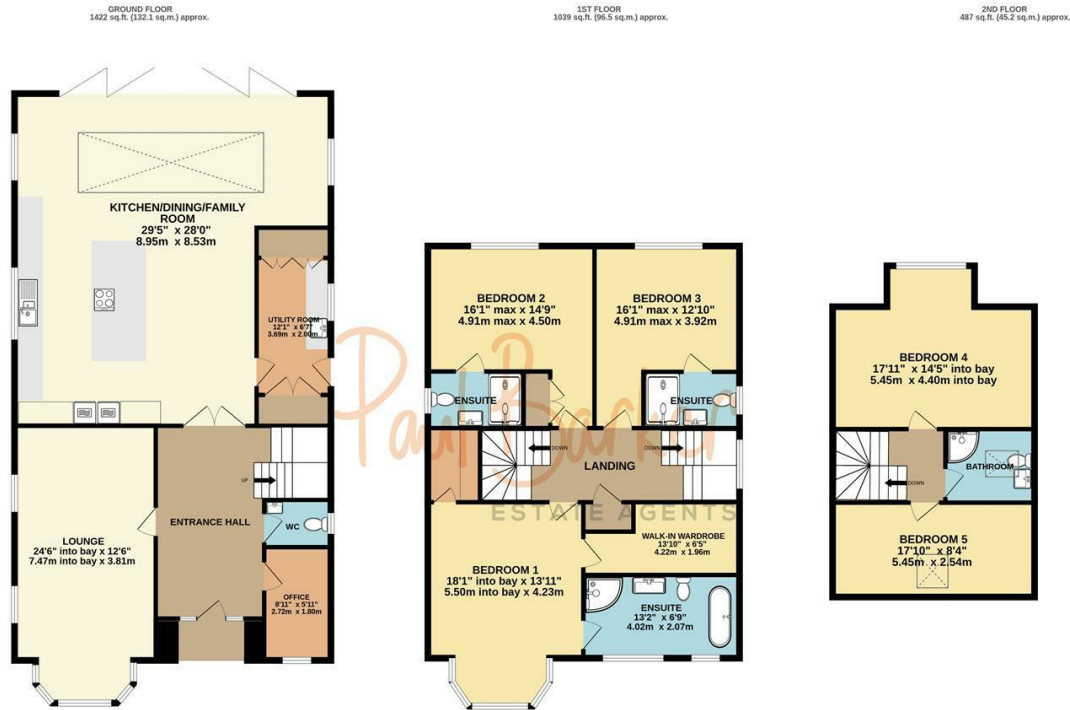 GROUND FLOOR
1422 sq.ft. (132.1 sq.m.) approx.
KITCHEN/DINING/FAMILY
ROOM
29'5" x 28'0"
8.95m x 8.53m
UTILITY ROOM
12'1" x 6'7"
3.69m x 2.00m
UP
ENTRANCE HALL
WC
LOUNGE
24'6" into bay x 12'6"
7.47m into bay x 3.81m
OFFICE
8'11" x 5'11"
2.72m x 1.80m
1ST FLOOR
1039 sq.ft. (96.5 sq.m.) approx.
BEDROOM 2
16'1" max x 14'9"
4.91m max x 4.50m
BEDROOM 3
16'1" max x 12'10"
4.91m max x 3.92m
ENSUITE
ENSUITE
DOWN
DOWN
LANDING
WALK-IN WARDROBE
13'10" x 6'5"
4.22m x 1.96m
BEDROOM 1
18'1" into bay x 13'11"
5.50m into bay x 4.23m
ENSUITE
13'2" x 6'9"
4.02m x 2.07m
2ND FLOOR
487 sq.ft. (45.2 sq.m.) approx.
BEDROOM 4
17'11" x 14'5" into bay
5.45m x 4.40m into bay
BATHROOM
DOWN
BEDROOM 5
17'10" x 8'4"
5.45m x 2.54m
Paul Barker
ESTATE AGENTS